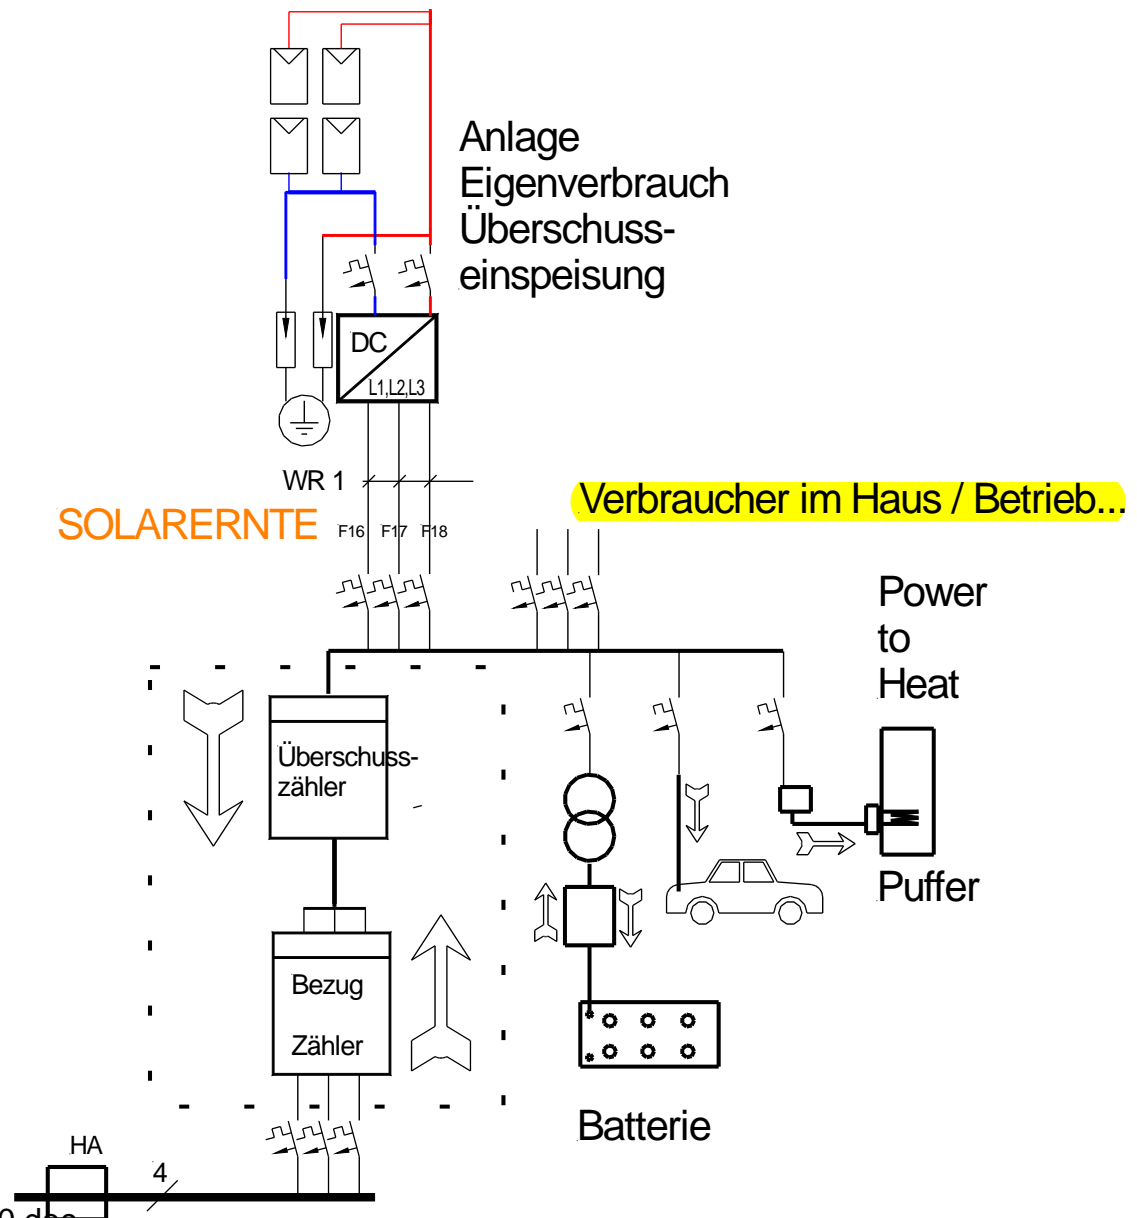 Anlage
Eigenverbrauch
Überschuss-
einspeisung
DC
L1,L2,L3
WR 1
SOLARERNTE
F16 F17 F18
Verbraucher im Haus / Betrieb...
Power
to
Heat
Überschuss-
zähler
Puffer
Bezug
Zähler
Batterie
HA
4